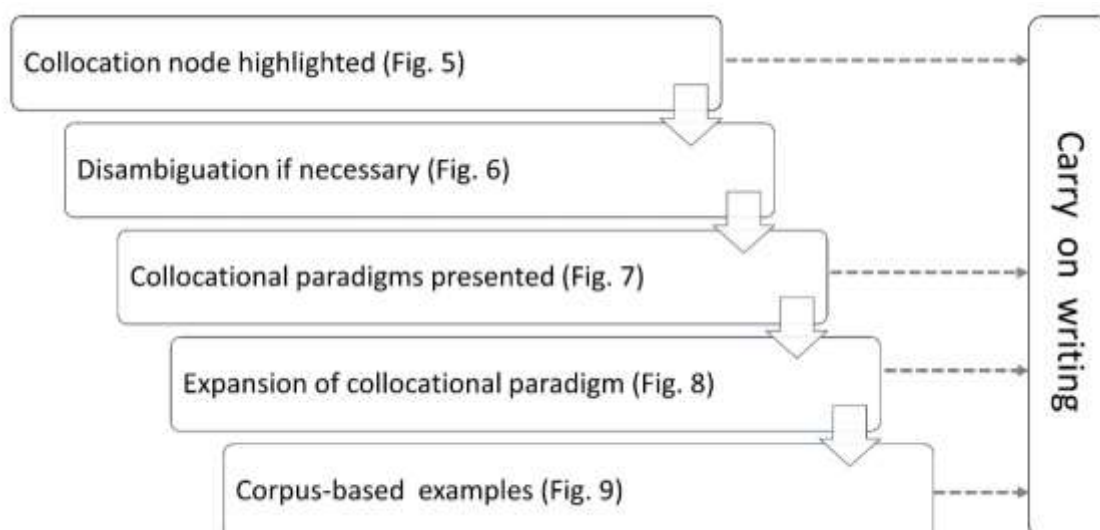 Collocation node highlighted (Fig. 5)
Disambiguation if necessary (Fig. 6)
Collocational paradigms presented (Fig. 7)
Expansion of collocational paradigm (Fig. 8)
Corpus-based examples (Fig. 9)
Carry on writing